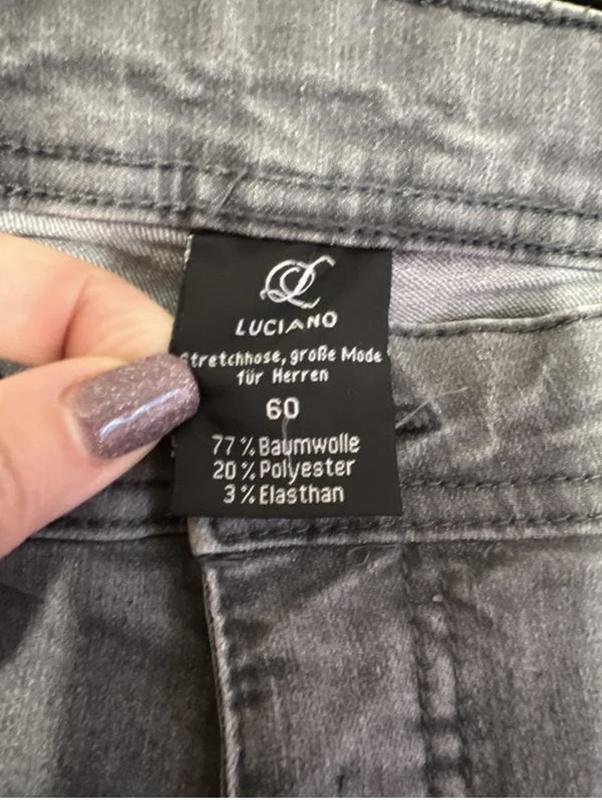 LUCIANO
Stretchhose, große Mode
für Herren
60
77 % Baumwolle
20 % Polyester
3 % Elasthan